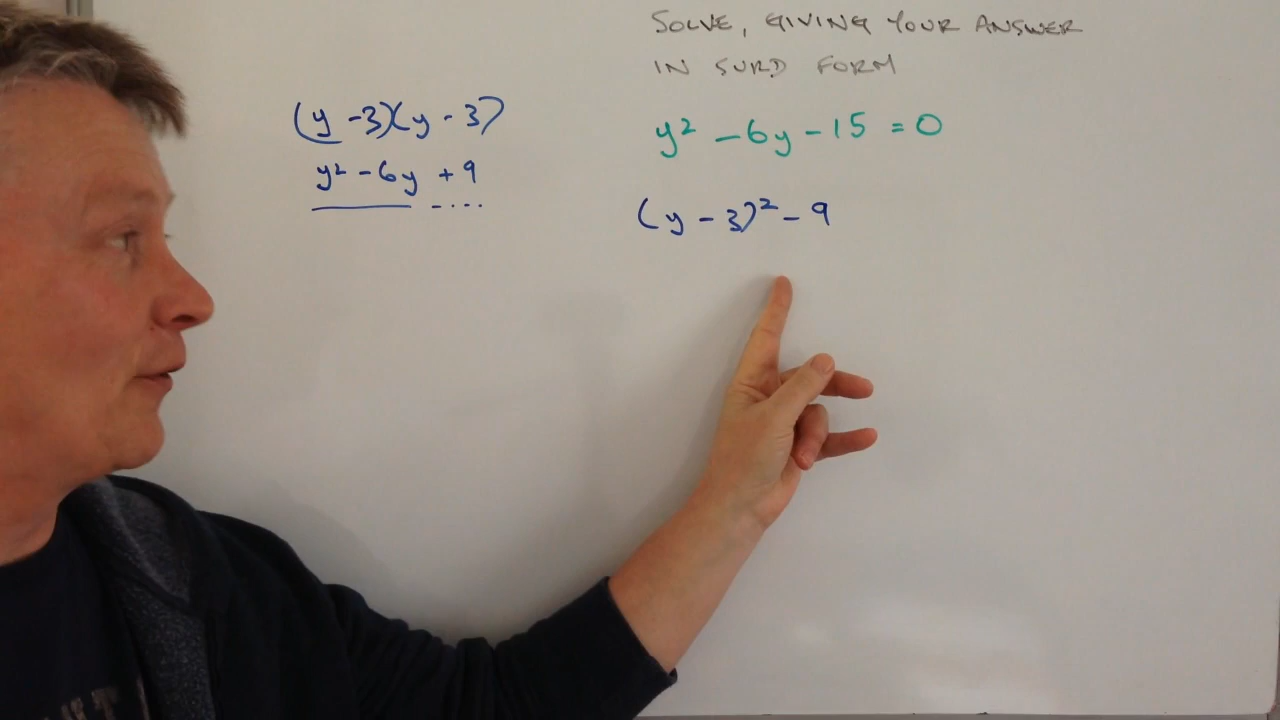 SOLVE, GIVING YOUR ANSWER
IN SURD FORM
(y - 3)(y - 3)
y² - 6y + 9
y² - 6y - 15 = 0
(y - 3)² - 9